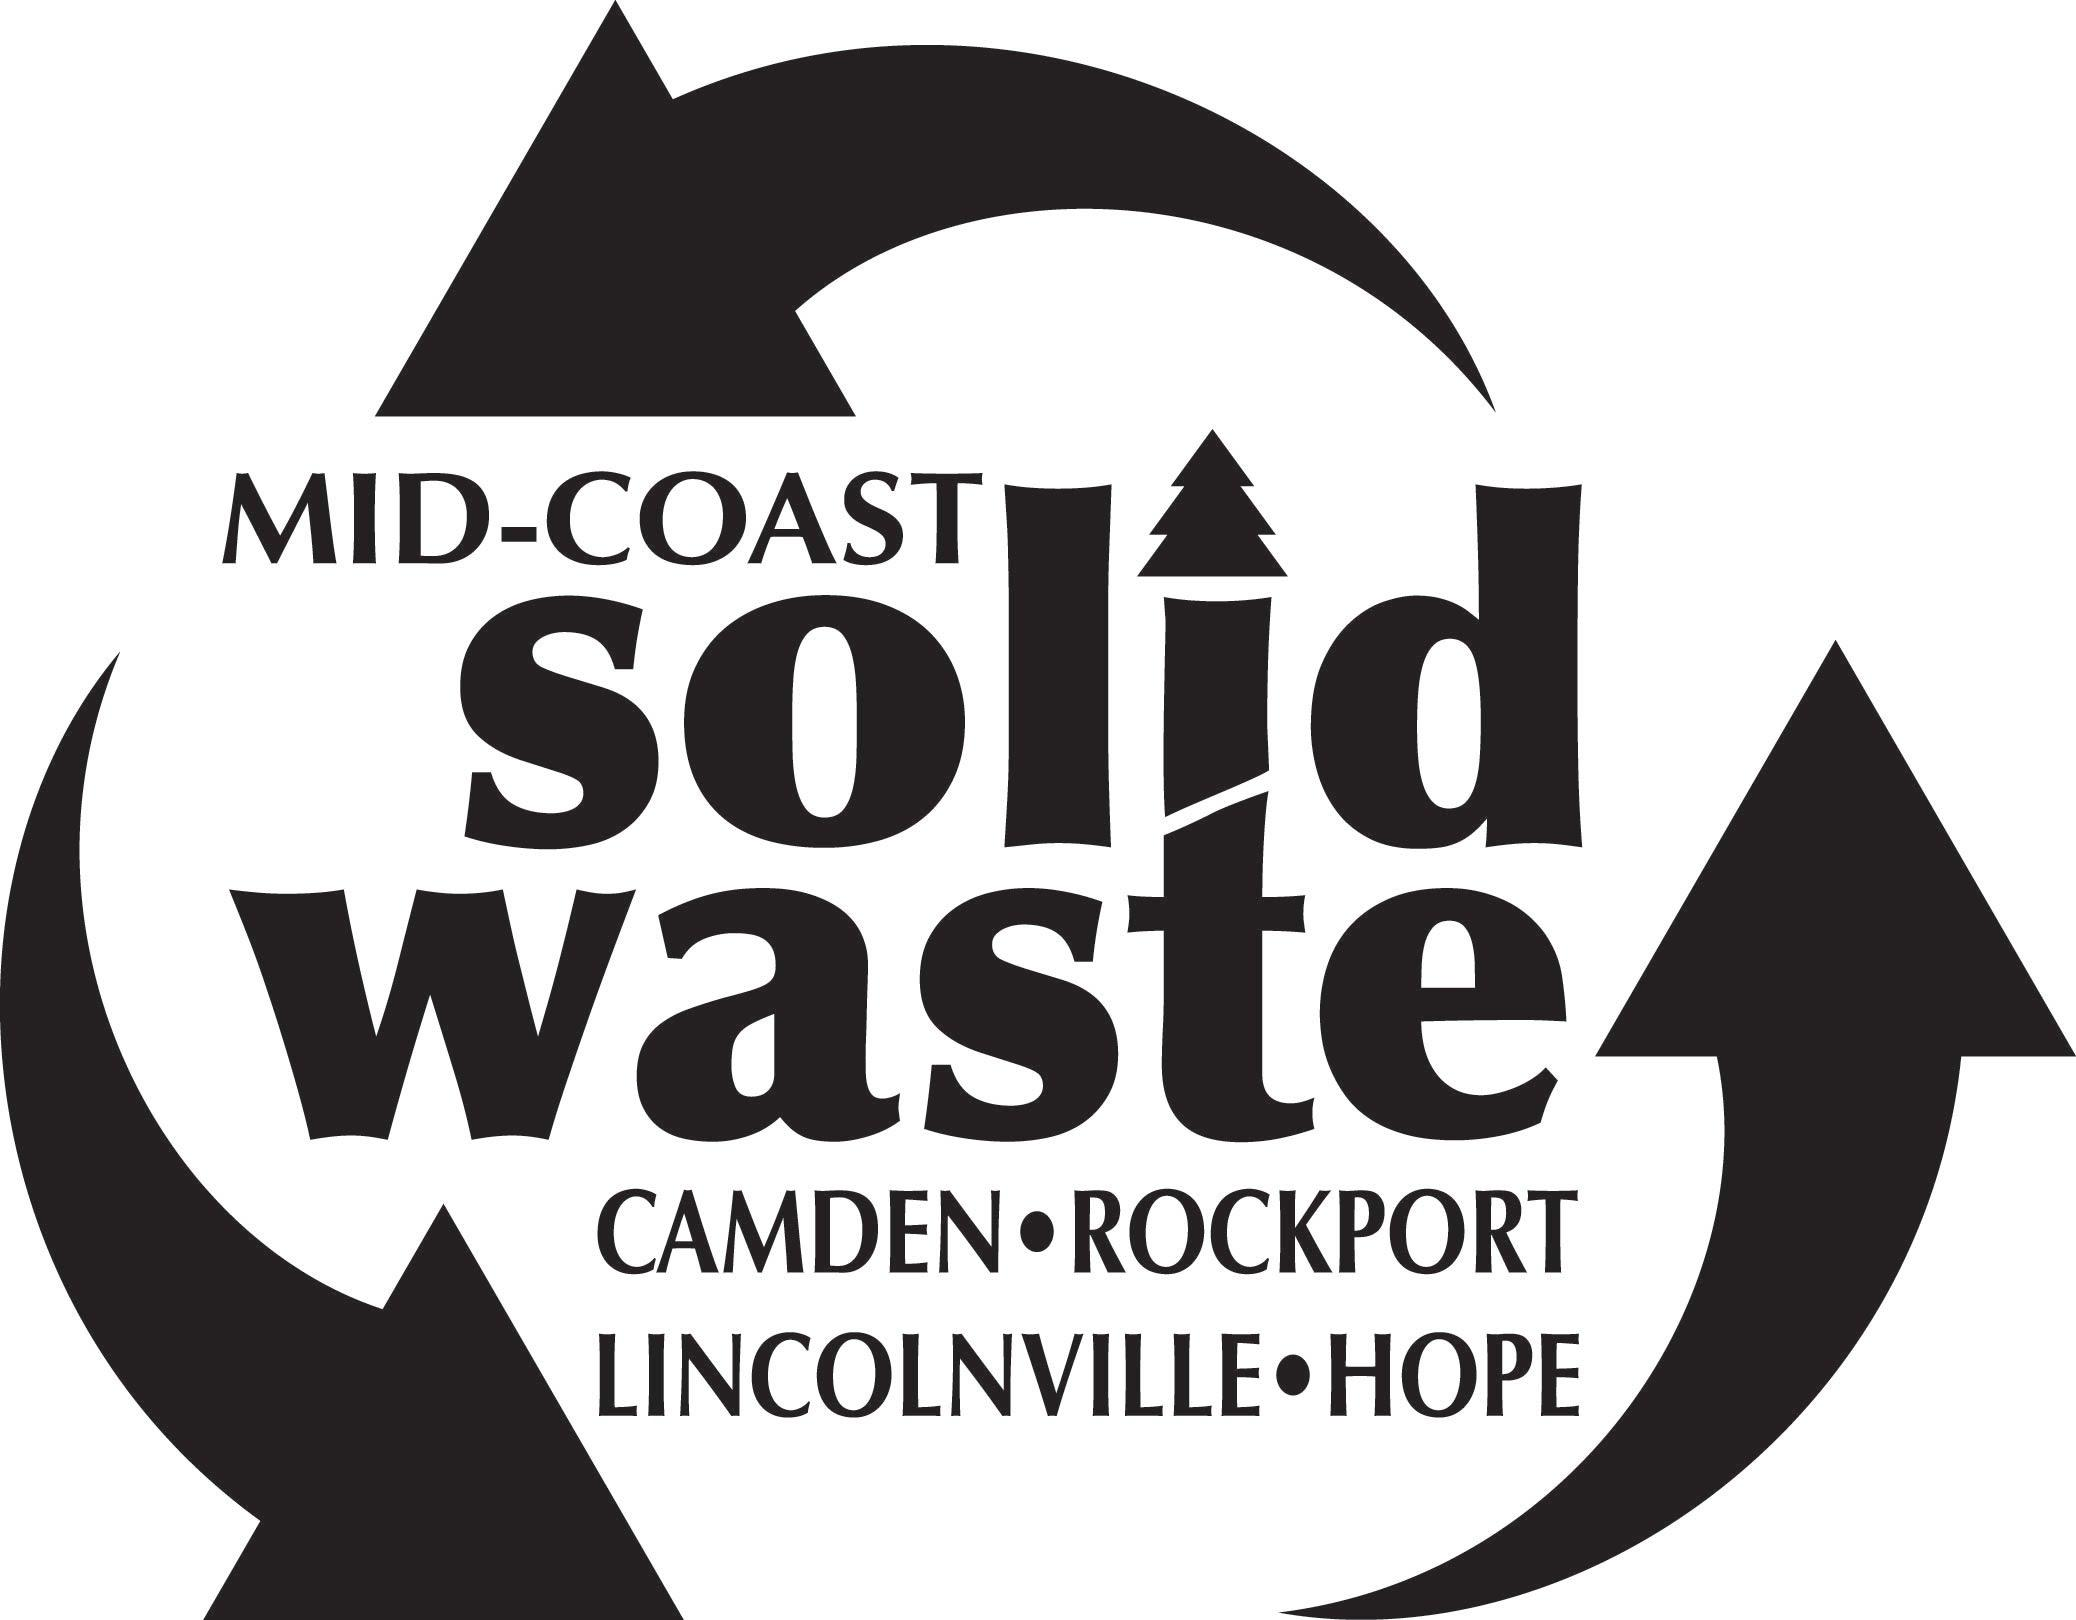 MID-COAST
solid
waste
CAMDEN•ROCKPORT
LINCOLNVILLE•HOPE